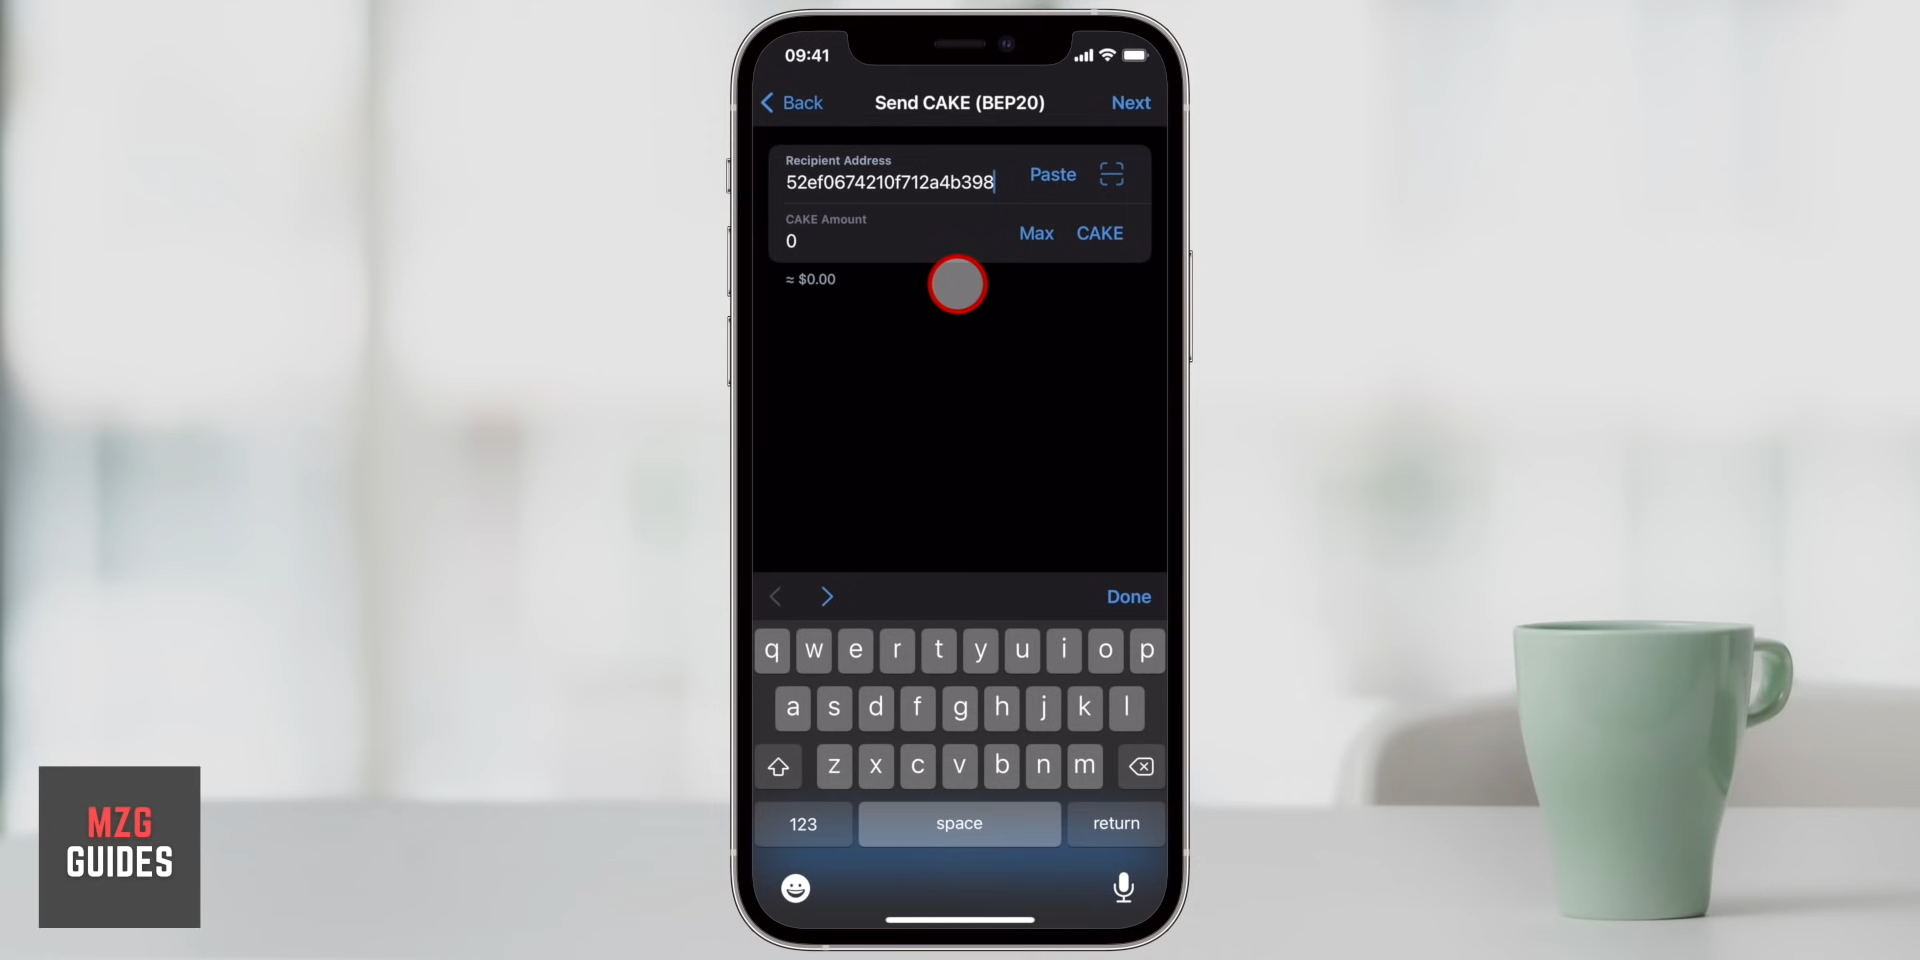 09:41
Back
Send CAKE (BEP20)
Next
Recipient Address
52ef0674210f712a4b398
Paste
CAKE Amount
0
Max
CAKE
≈ $0.00
Done
q w e r t y u i o p
a s d f g h j k l
z x c v b n m
123
space
return
MZG
GUIDES